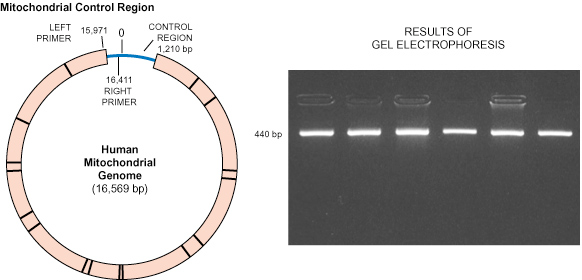 Mitochondrial Control Region
LEFT
PRIMER
15,971
0
CONTROL
REGION
1,210 bp
16,411
RIGHT
PRIMER
Human
Mitochondrial
Genome
(16,569 bp)
RESULTS OF
GEL ELECTROPHORESIS
440 bp